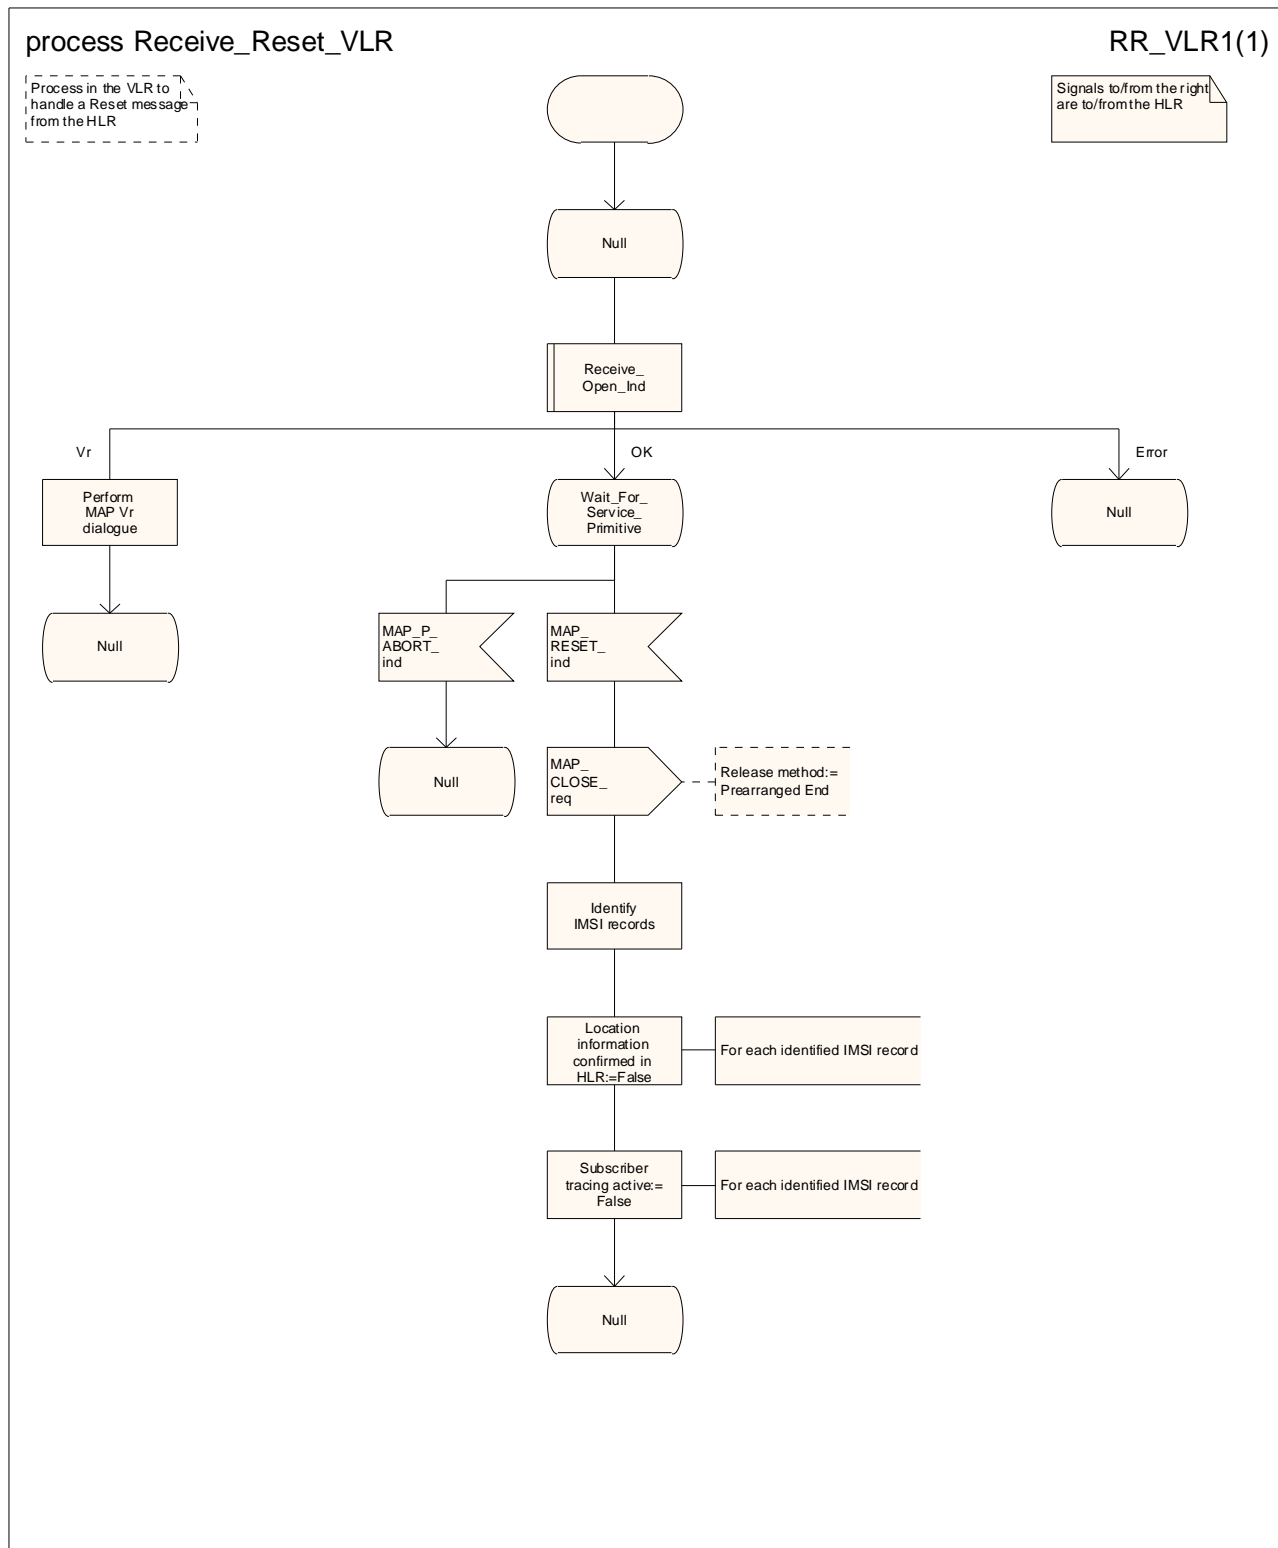 process Receive_Reset_VLR
RR_VLR1(1)
Process in the VLR to
handle a Reset message
from the HLR
Signals to/from the right
are to/from the HLR
Null
Receive_
Open_Ind
Vr
OK
Error
Perform
MAP Vr
dialogue
Wait_For_
Service_
Primitive
Null
Null
MAP_P_
ABORT_
ind
MAP_
RESET_
ind
Null
MAP_
CLOSE_
req
Release method:=
Prearranged End
Identify
IMSI records
Location
information
confirmed in
HLR:=False
For each identified IMSI record
Subscriber
tracing active:=
False
For each identified IMSI record
Null